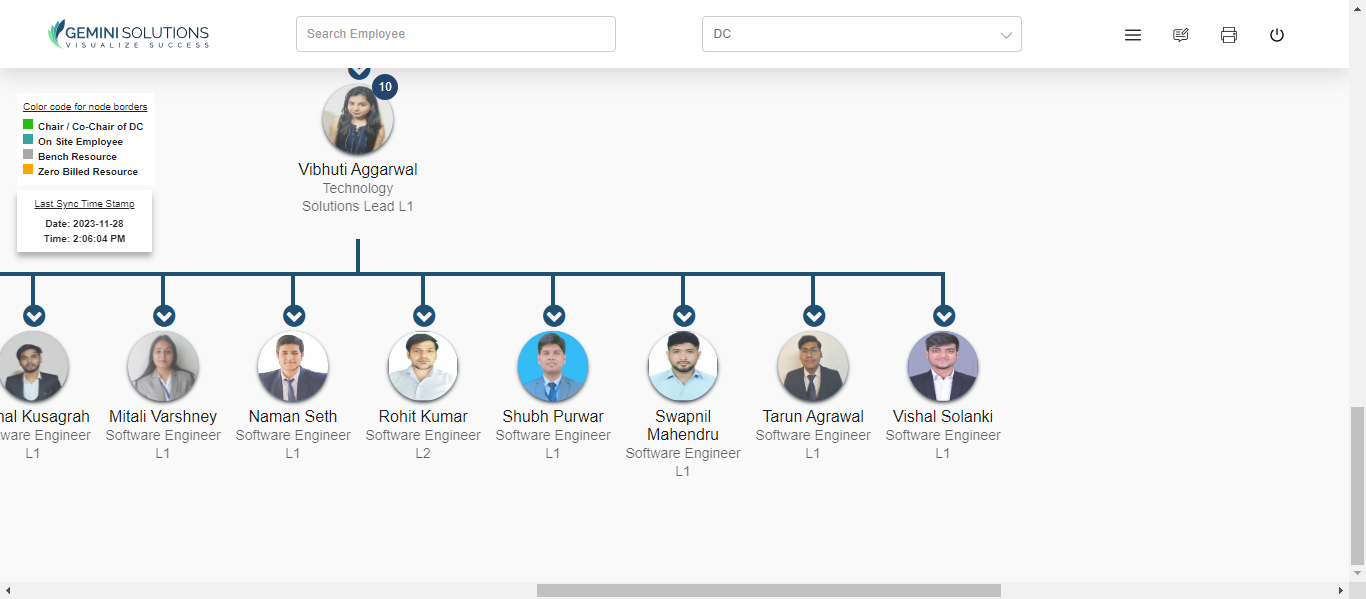 GEMINI SOLUTIONS
VISUALIZE SUCCESS
Search Employee
DC
10
Color code for node borders
Chair / Co-Chair of DC
On Site Employee
Bench Resource
Zero Billed Resource
Last Sync Time Stamp
Date: 2023-11-28
Time: 2:06:04 PM
Vibhuti Aggarwal
Technology
Solutions Lead L1
Kusagrah
Engineer
L1
Mitali Varshney
Software Engineer
L1
Naman Seth
Software Engineer
L1
Rohit Kumar
Software Engineer
L2
Shubh Purwar
Software Engineer
L1
Swapnil
Mahendru
Software Engineer
L1
Tarun Agrawal
Software Engineer
L1
Vishal Solanki
Software Engineer
L1